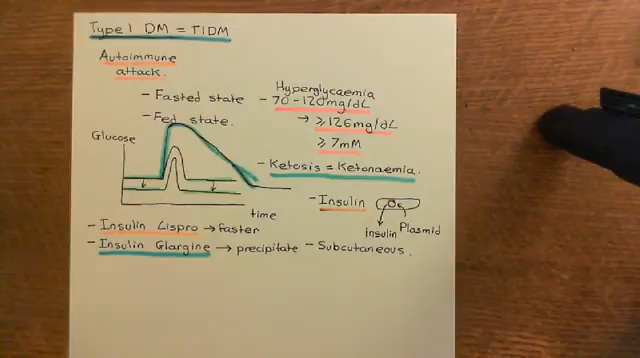 Type 1 DM = T1DM
Autoimmune
attack.
- Fasted state
- Fed state.
Hyperglycaemia
- 70-120mg/dL
→ ≥126mg/dL
≥ 7mM
- Ketosis = Ketonaemia.
Glucose
time
- Insulin
insulin Plasmid
- Insulin Lispro → faster
- Insulin Glargine → precipitate - Subcutaneous.